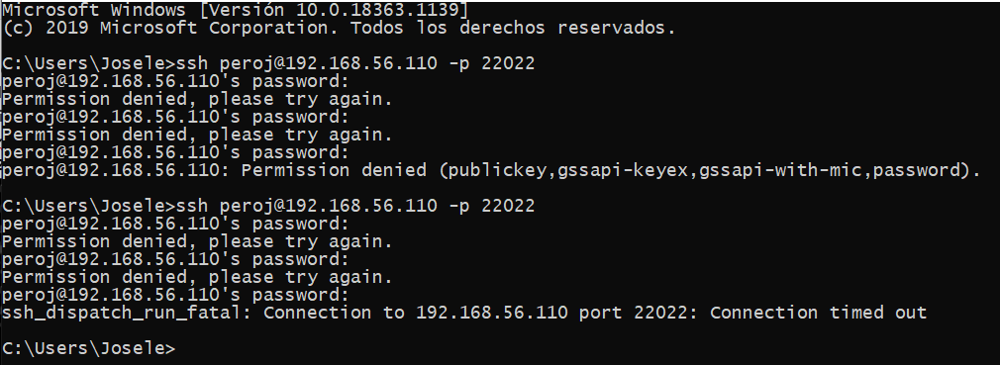 Microsoft Windows [Versión 10.0.18363.1139]
(c) 2019 Microsoft Corporation. Todos los derechos reservados.
C:\Users\Josele>ssh peroj@192.168.56.110 -p 22022
peroj@192.168.56.110's password:
Permission denied, please try again.
peroj@192.168.56.110's password:
Permission denied, please try again.
peroj@192.168.56.110's password:
peroj@192.168.56.110: Permission denied (publickey,gssapi-keyex,gssapi-with-mic,password).
C:\Users\Josele>ssh peroj@192.168.56.110 -p 22022
peroj@192.168.56.110's password:
Permission denied, please try again.
peroj@192.168.56.110's password:
Permission denied, please try again.
peroj@192.168.56.110's password:
ssh_dispatch_run_fatal: Connection to 192.168.56.110 port 22022: Connection timed out
C:\Users\Josele>